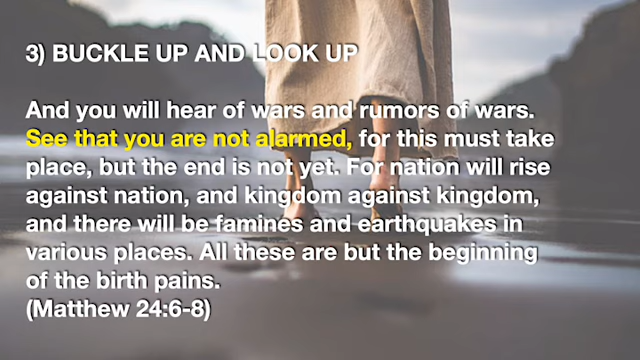 3) BUCKLE UP AND LOOK UP
And you will hear of wars and rumors of wars.
See that you are not alarmed, for this must take
place, but the end is not yet. For nation will rise
against nation, and kingdom against kingdom,
and there will be famines and earthquakes in
various places. All these are but the beginning
of the birth pains.
(Matthew 24:6-8)